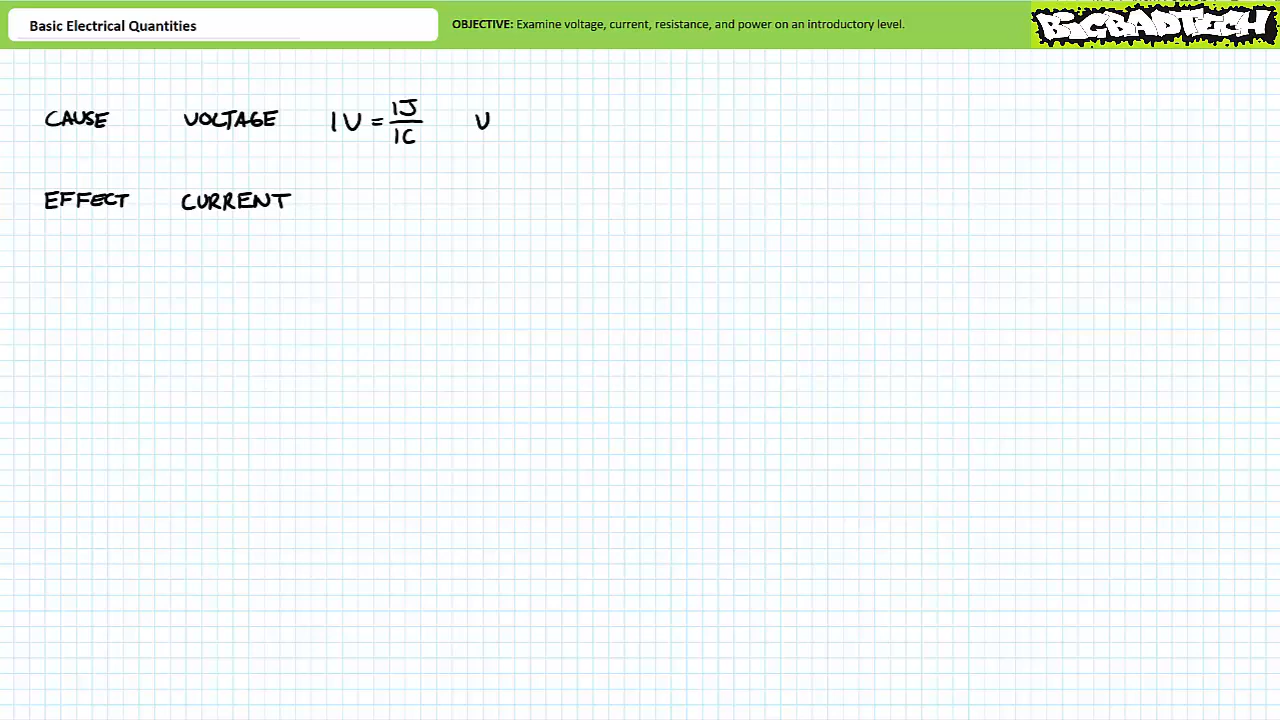 Basic Electrical Quantities
OBJECTIVE: Examine voltage, current, resistance, and power on an introductory level.
BIGBADTECH
CAUSE VOLTAGE 1V = 1J/1C V
EFFECT CURRENT